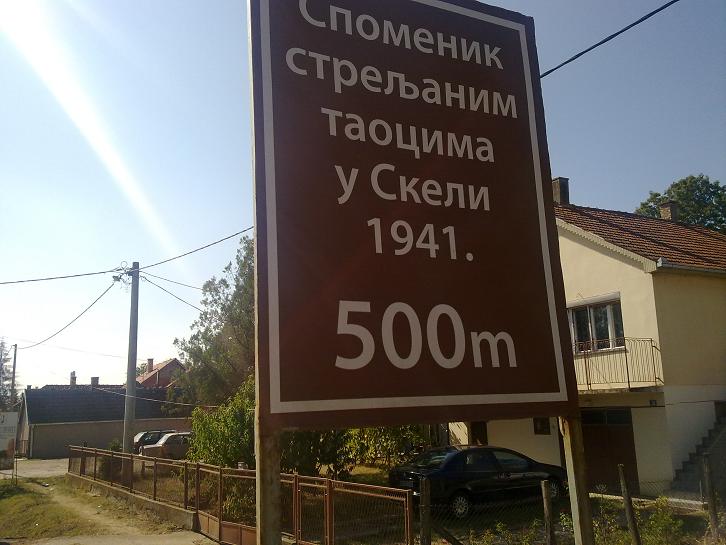 Споменик
стрељаним
таоцима
у Скели
1941.
500m